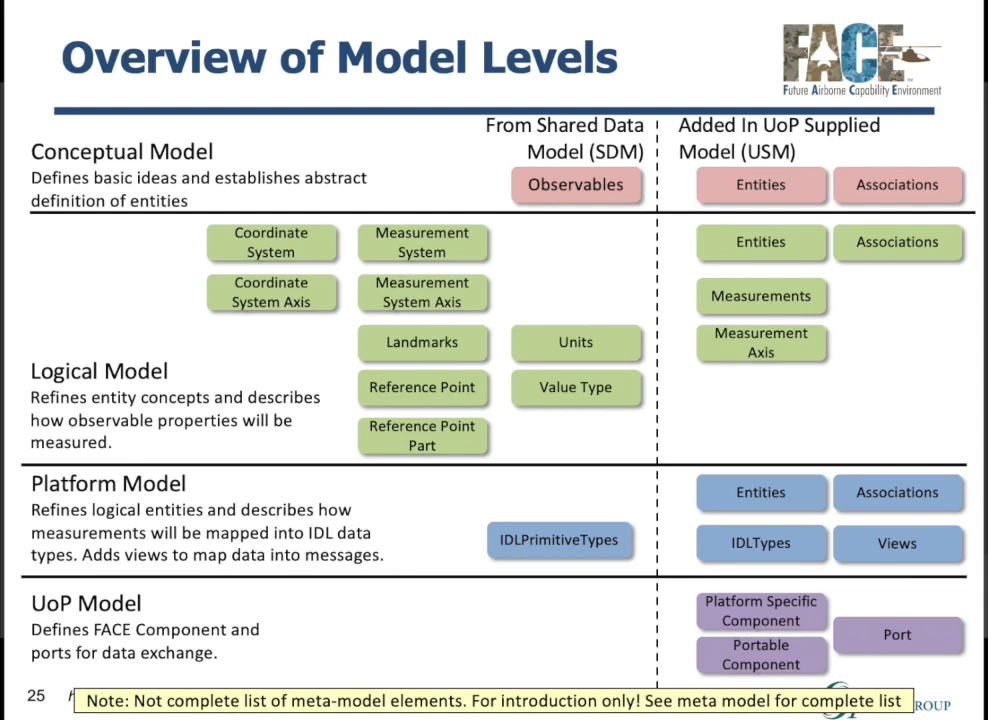 Overview of Model Levels
FACE
Future Airborne Capability Environment
From Shared Data
Model (SDM)
Added In UoP Supplied
Model (USM)
Conceptual Model
Defines basic ideas and establishes abstract
definition of entities
Observables
Entities
Associations
Coordinate
System
Measurement
System
Entities
Associations
Coordinate
System Axis
Measurement
System Axis
Measurements
Landmarks
Units
Measurement
Axis
Logical Model
Refines entity concepts and describes
how observable properties will be
measured.
Reference Point
Value Type
Reference Point
Part
Platform Model
Refines logical entities and describes how
measurements will be mapped into IDL data
types. Adds views to map data into messages.
IDLPrimitiveTypes
Entities
Associations
IDLTypes
Views
UoP Model
Defines FACE Component and
ports for data exchange.
Platform Specific
Component
Port
Portable
Component
25
Note: Not complete list of meta-model elements. For introduction only! See meta model for complete list